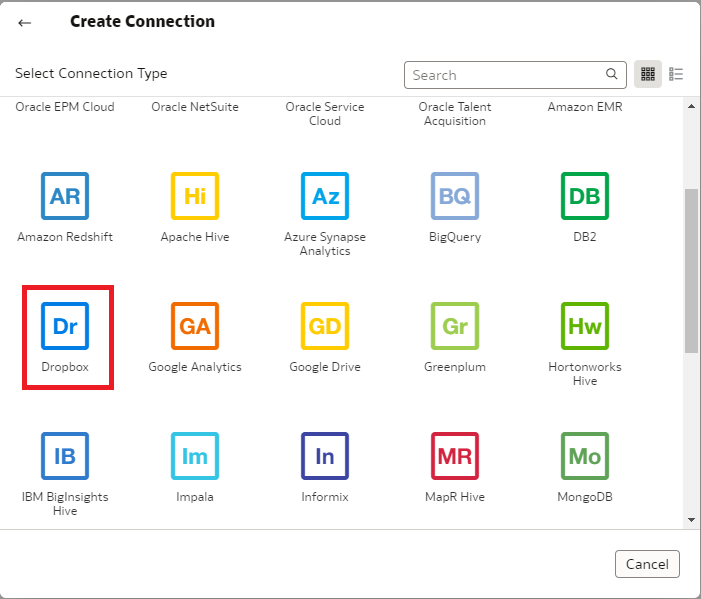 Create Connection
Select Connection Type
Search
Oracle EPM Cloud
Oracle NetSuite
Oracle Service
Cloud
Oracle Talent
Acquisition
Amazon EMR
AR
Hi
Az
BQ
DB
Amazon Redshift
Apache Hive
Azure Synapse
Analytics
BigQuery
DB2
Dr
GA
GD
Gr
Hw
Dropbox
Google Analytics
Google Drive
Greenplum
Hortonworks
Hive
IB
Im
In
MR
Mo
IBM BigInsights
Hive
Impala
Informix
MapR Hive
MongoDB
Cancel